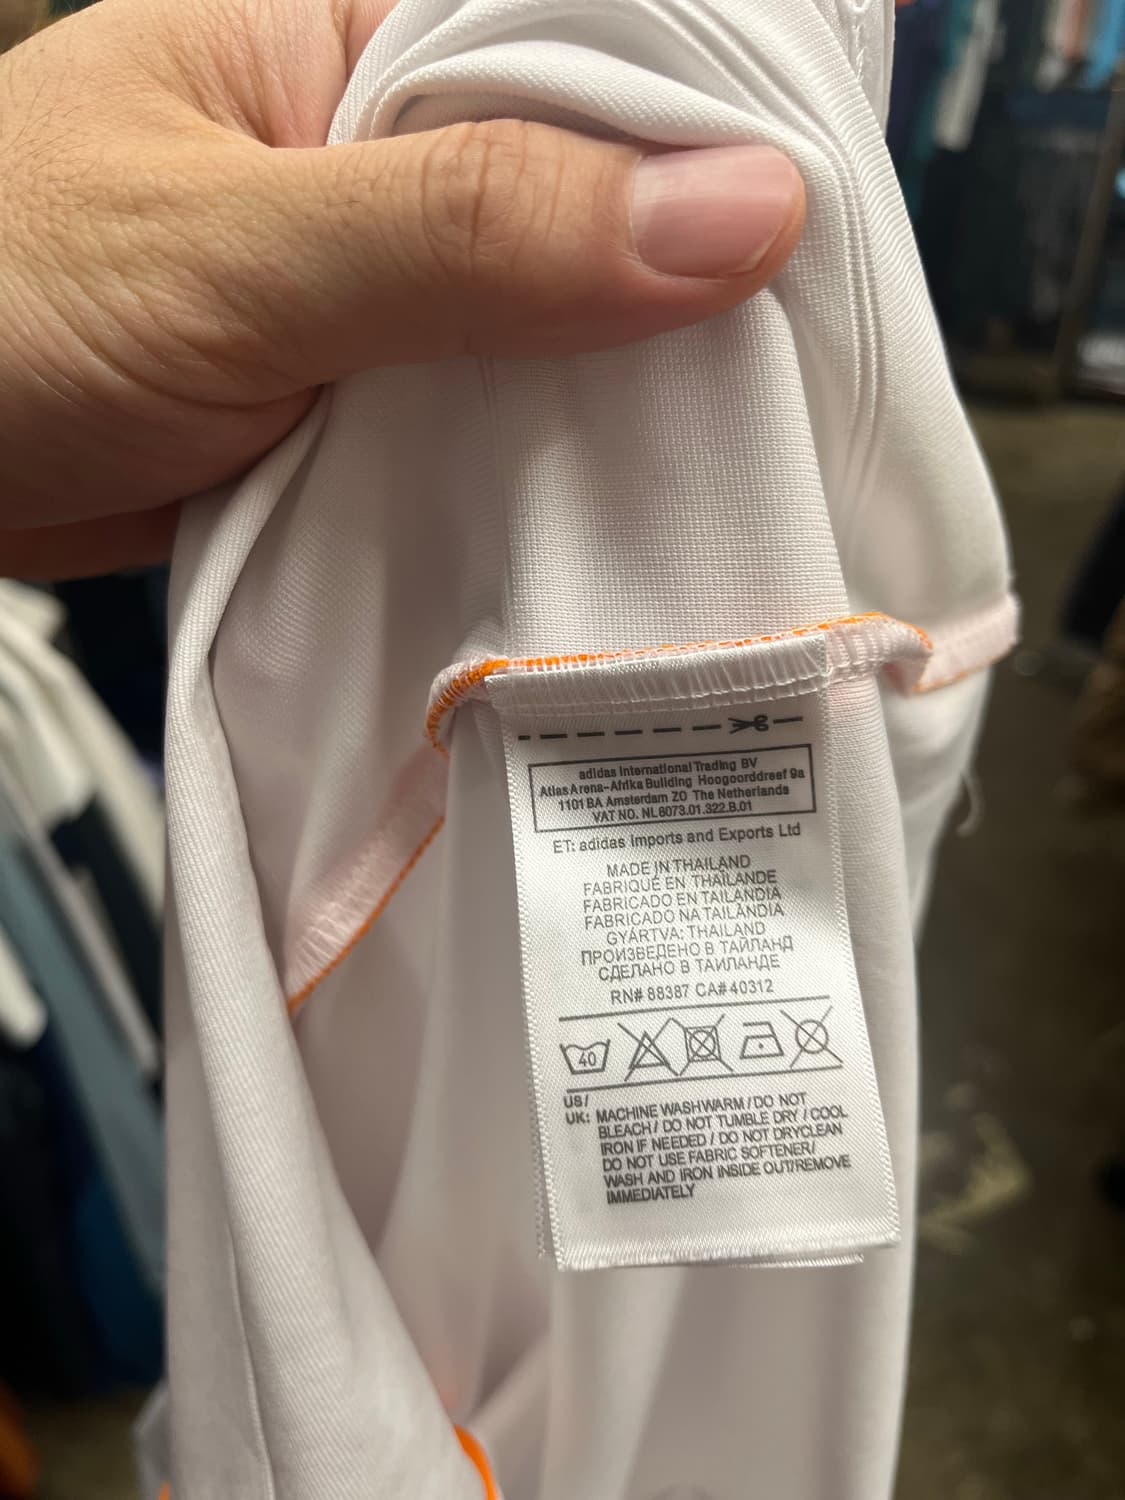 adidas International Trading BV
Atlas Arena-Afrika Building Hoogoorddreef 9a
1101 BA Amsterdam ZO The Netherlands
VAT NO. NL8073.01.322.B.01
ET: adidas Imports and Exports Ltd
MADE IN THAILAND
FABRIQUÉ EN THAÏLANDE
FABRICADO EN TAILANDIA
FABRICADO NA TAILÂNDIA
GYÁRTVA: THAILAND
ПРОИЗВЕДЕНО В ТАЙЛАНД
СДЕЛАНО В ТАИЛАНДЕ
RN# 88387 CA# 40312
40
US/
UK: MACHINE WASH WARM / DO NOT
BLEACH / DO NOT TUMBLE DRY / COOL
IRON IF NEEDED / DO NOT DRYCLEAN
DO NOT USE FABRIC SOFTENER/
WASH AND IRON INSIDE OUT/REMOVE
IMMEDIATELY